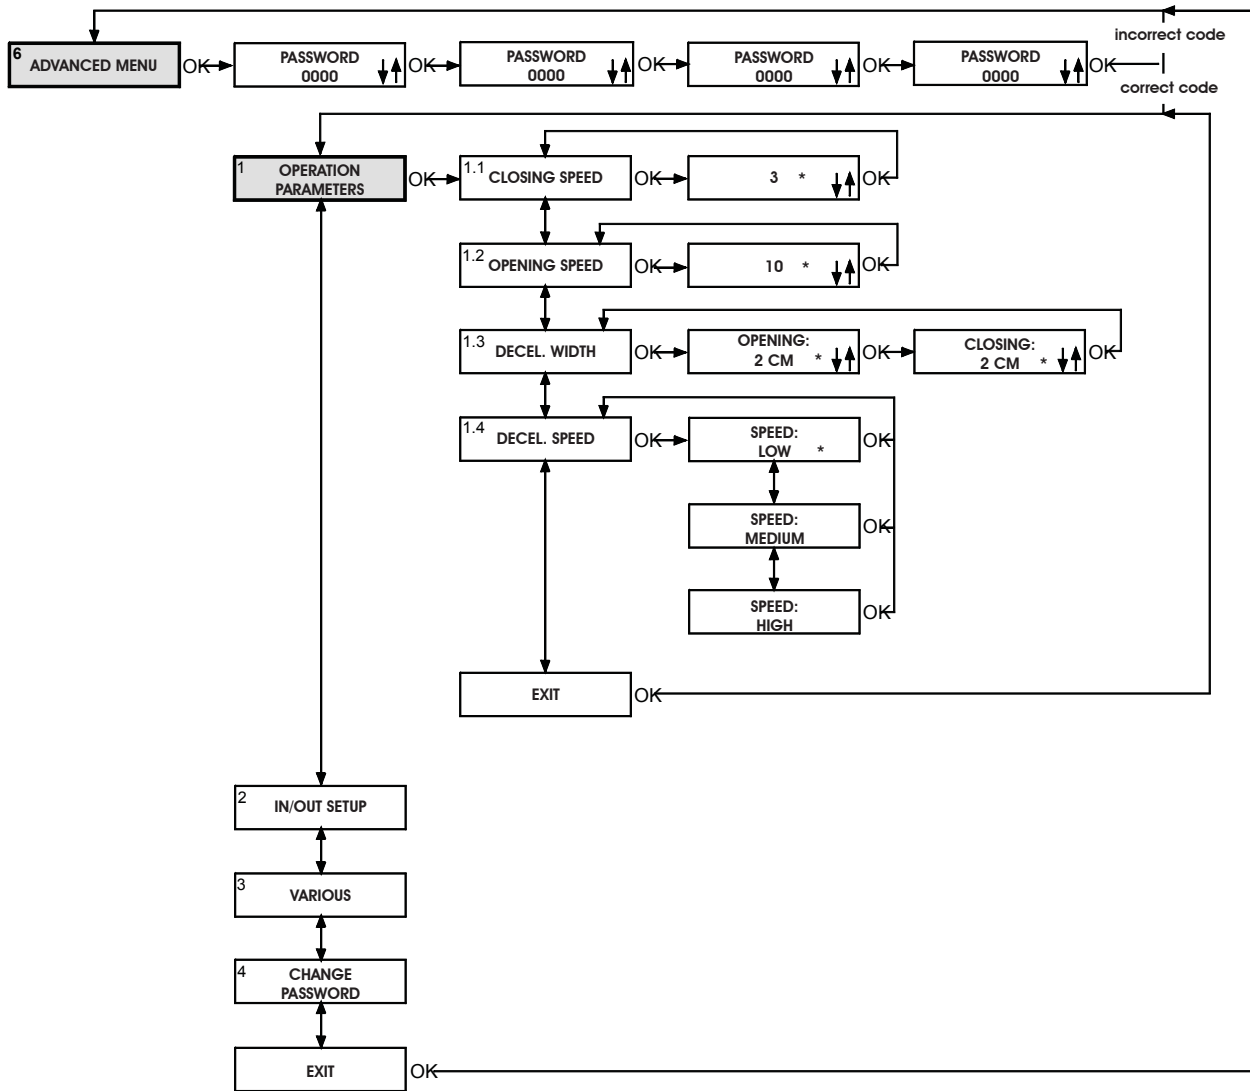 incorrect code
6 ADVANCED MENU OK PASSWORD 0000 OK PASSWORD 0000 OK PASSWORD 0000 OK PASSWORD 0000 OK
correct code
1 OPERATION PARAMETERS OK
1.1 CLOSING SPEED OK 3 * OK
1.2 OPENING SPEED OK 10 * OK
1.3 DECEL. WIDTH OK OPENING: 2 CM * OK CLOSING: 2 CM * OK
1.4 DECEL. SPEED OK SPEED: LOW * OK
SPEED: MEDIUM OK
SPEED: HIGH OK
EXIT OK
2 IN/OUT SETUP
3 VARIOUS
4 CHANGE PASSWORD
EXIT OK